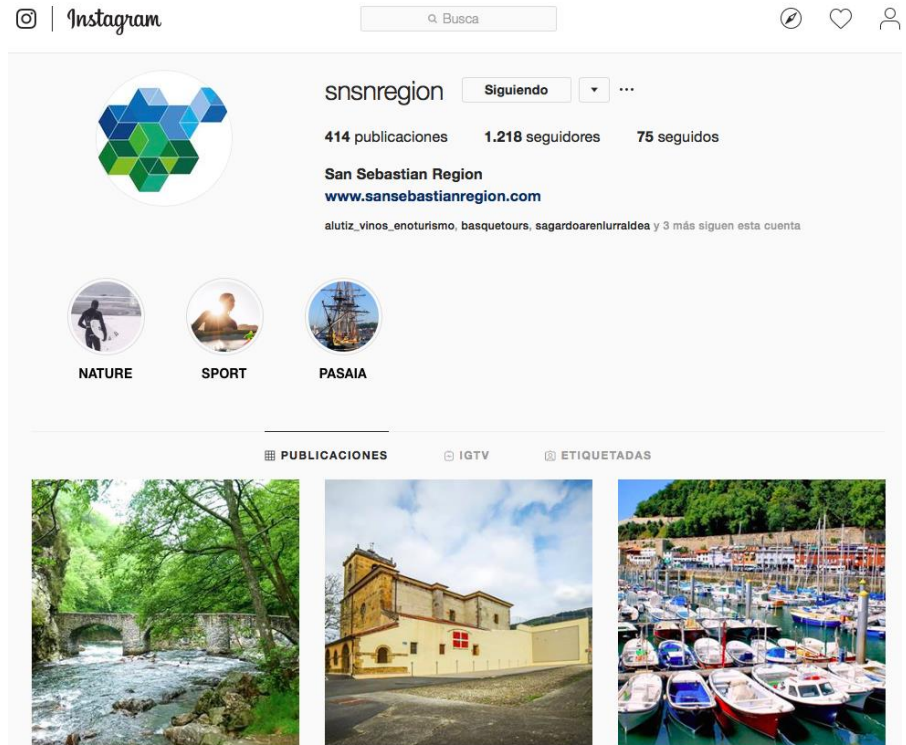 Instagram
Busca
snsnregion Siguiendo
414 publicaciones 1.218 seguidores 75 seguidos
San Sebastian Region
www.sansebastianregion.com
alutiz_vinos_enoturismo, basquetours, sagardoarenlurraldea y 3 más siguen esta cuenta
NATURE SPORT PASAIA
PUBLICACIONES IGTV ETIQUETADAS